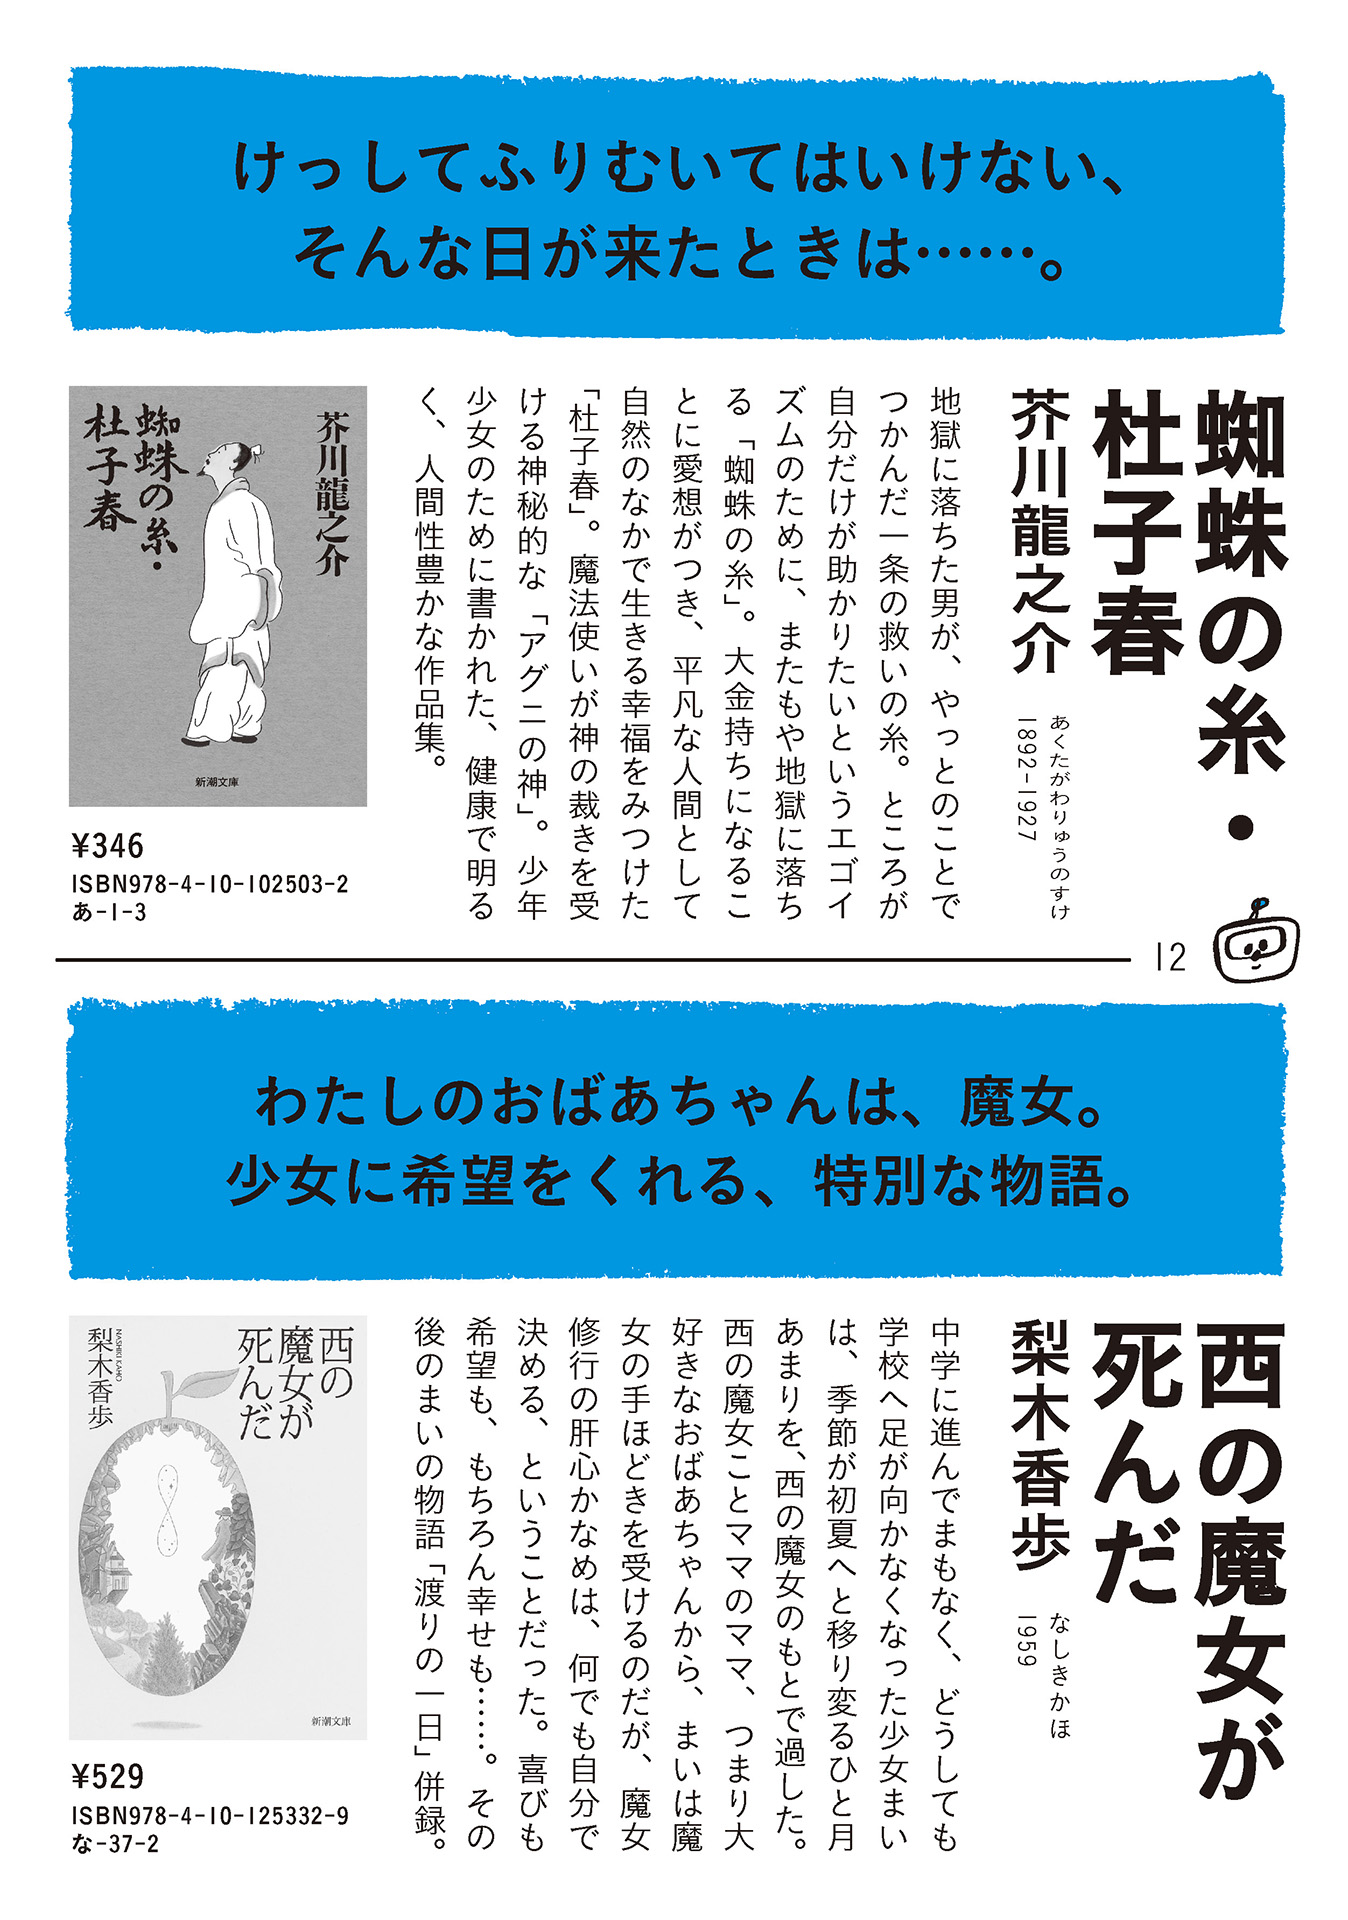 けっしてふりむいてはいけない、
そんな日が来たときは……。
蜘蛛の糸・
杜子春
芥川龍之介
あくたがわりゅうのすけ
1892-1927
地獄に落ちた男が、やっとのことで
つかんだ一条の救いの糸。ところが
自分だけが助かりたいというエゴイ
ズムのために、またもや地獄に落ち
る「蜘蛛の糸」。大金持ちになるこ
とに愛想がつき、平凡な人間として
自然のなかで生きる幸福をみつけた
「杜子春」。魔法使いが神の裁きを受
ける神秘的な「アグニの神」。少年
少女のために書かれた、健康で明る
く、人間性豊かな作品集。
芥川龍之介
蜘蛛の糸・
杜子春
新潮文庫
¥346
ISBN978-4-10-102503-2
あ-1-3
12
わたしのおばあちゃんは、魔女。
少女に希望をくれる、特別な物語。
西の魔女が
死んだ
梨木香歩
なしきかほ
1959
中学に進んでまもなく、どうしても
学校へ足が向かなくなった少女まい
は、季節が初夏へと移り変るひと月
あまりを、西の魔女のもとで過した。
西の魔女ことママのママ、つまり大
好きなおばあちゃんから、まいは魔
女の手ほどきを受けるのだが、魔女
修行の肝心かなめは、何でも自分で
決める、ということだった。喜びも
希望も、もちろん幸せも……。その
後のまいの物語「渡りの一日」併録。
西の
魔女が
死んだ
NASHIKI KAHO
梨木香歩
新潮文庫
¥529
ISBN978-4-10-125332-9
な-37-2